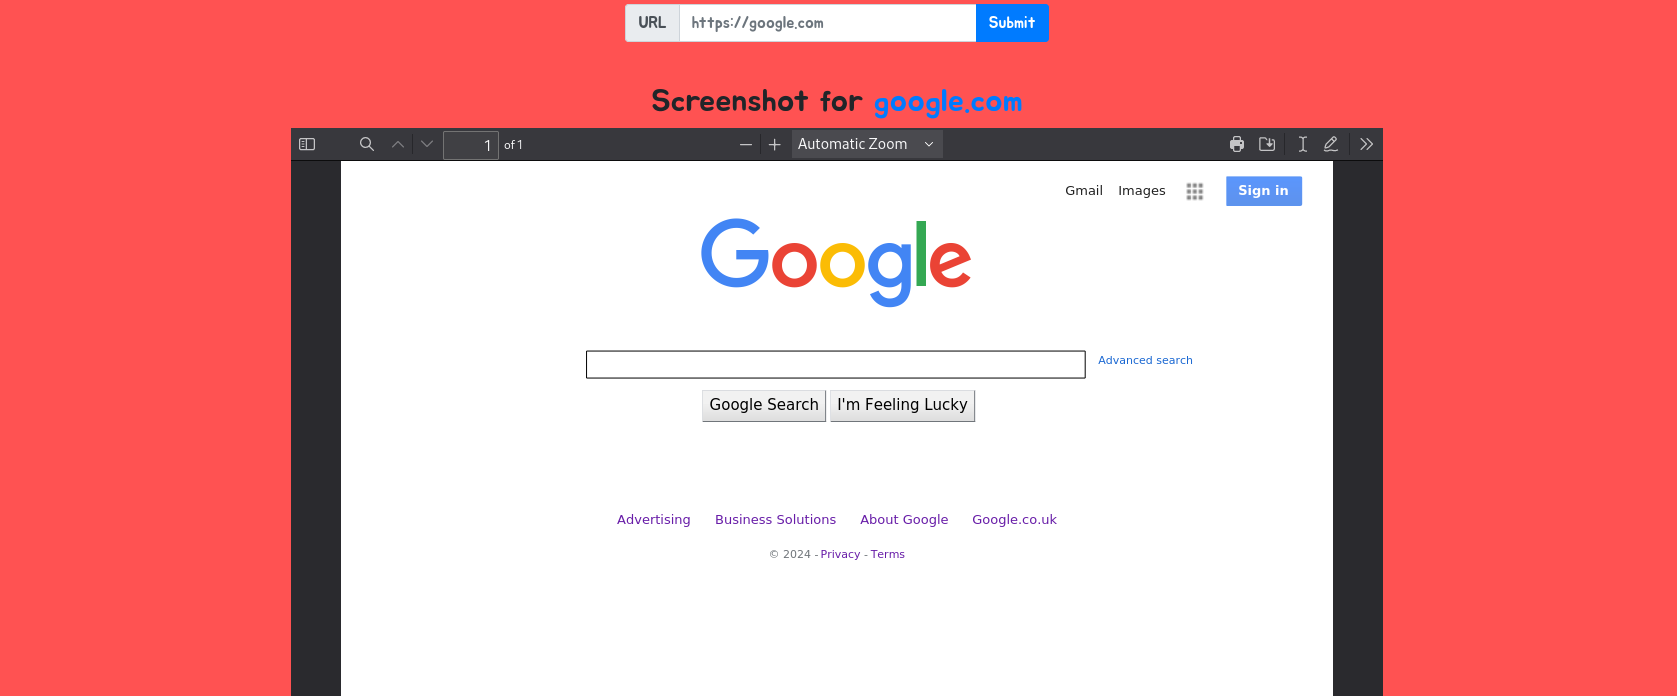 URL https://google.com Submit
Screenshot for google.com
1 of 1 Automatic Zoom
Gmail Images Sign in
Google
Advanced search
Google Search I'm Feeling Lucky
Advertising Business Solutions About Google Google.co.uk
© 2024 - Privacy - Terms